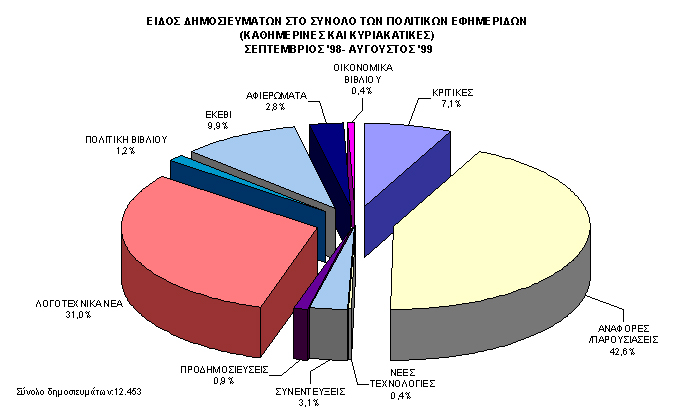 ΕΙΔΟΣ ΔΗΜΟΣΙΕΥΜΑΤΩΝ ΣΤΟ ΣΥΝΟΛΟ ΤΩΝ ΠΟΛΙΤΙΚΩΝ ΕΦΗΜΕΡΙΔΩΝ
(ΚΑΘΗΜΕΡΙΝΕΣ ΚΑΙ ΚΥΡΙΑΚΑΤΙΚΕΣ)
ΣΕΠΤΕΜΒΡΙΟΣ '98- ΑΥΓΟΥΣΤΟΣ '99
ΟΙΚΟΝΟΜΙΚΑ
ΒΙΒΛΙΟΥ
0,4%
ΚΡΙΤΙΚΕΣ
7,1%
ΑΦΙΕΡΩΜΑΤΑ
2,8%
ΕΚΕΒΙ
9,9%
ΠΟΛΙΤΙΚΗ ΒΙΒΛΙΟΥ
1,2%
ΛΟΓΟΤΕΧΝΙΚΑ ΝΕΑ
31,0%
ΑΝΑΦΟΡΕΣ
/ΠΑΡΟΥΣΙΑΣΕΙΣ
42,6%
ΠΡΟΔΗΜΟΣΙΕΥΣΕΙΣ
0,9%
ΣΥΝΕΝΤΕΥΞΕΙΣ
3,1%
ΝΕΕΣ
ΤΕΧΝΟΛΟΓΙΕΣ
0,4%
Σύνολο δημοσιευμάτων:12.453